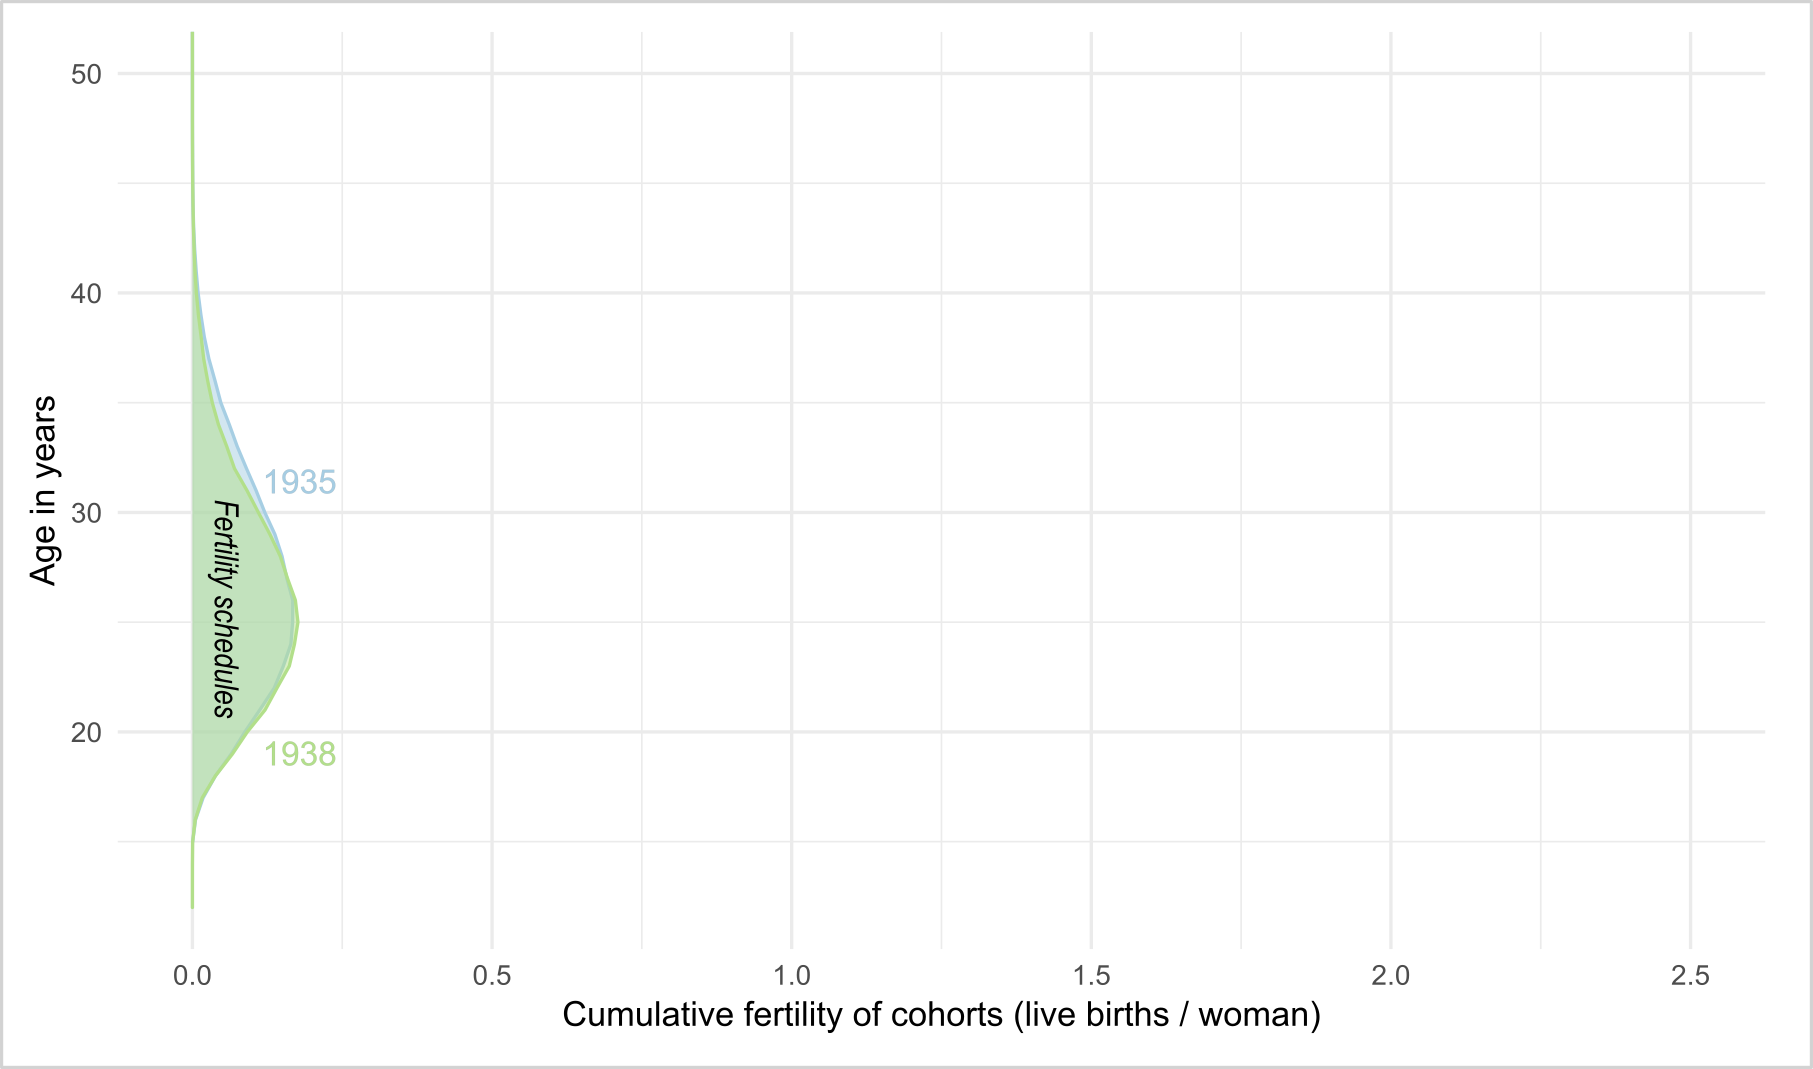 50
40
30
20
Age in years
1935
Fertility schedules
1938
0.0 0.5 1.0 1.5 2.0 2.5
Cumulative fertility of cohorts (live births / woman)